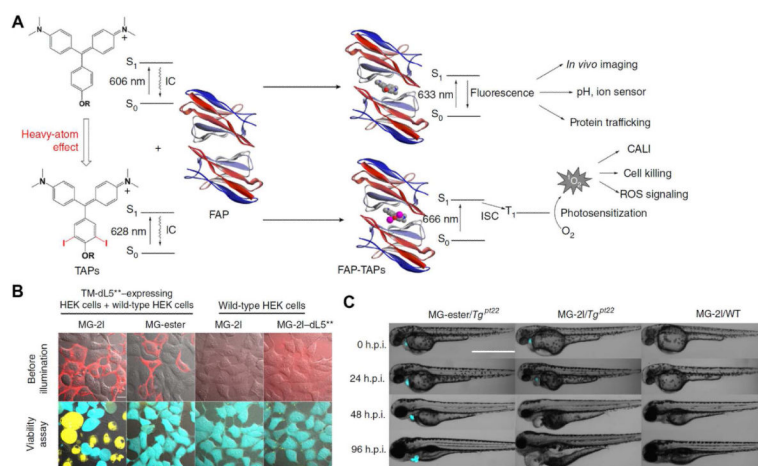 A
N
N
+
OR
S1
606 nm
IC
S0
Heavy-atom
effect
+
FAP
N
N
+
I
I
OR
TAPs
S1
628 nm
IC
S0
S1
633 nm
Fluorescence
S0
In vivo imaging
pH, ion sensor
Protein trafficking
S1
666 nm
ISC
T1
S0
FAP-TAPs
Photosensitization
O2
CALI
Cell killing
ROS signaling
B
TM-dL5**–expressing
HEK cells + wild-type HEK cells
Wild-type HEK cells
MG-2I
MG-ester
MG-2I
MG-2I–dL5**
Before
illumination
Viability
assay
C
MG-ester/Tg^pt22
MG-2I/Tg^pt22
MG-2I/WT
0 h.p.i.
24 h.p.i.
48 h.p.i.
96 h.p.i.